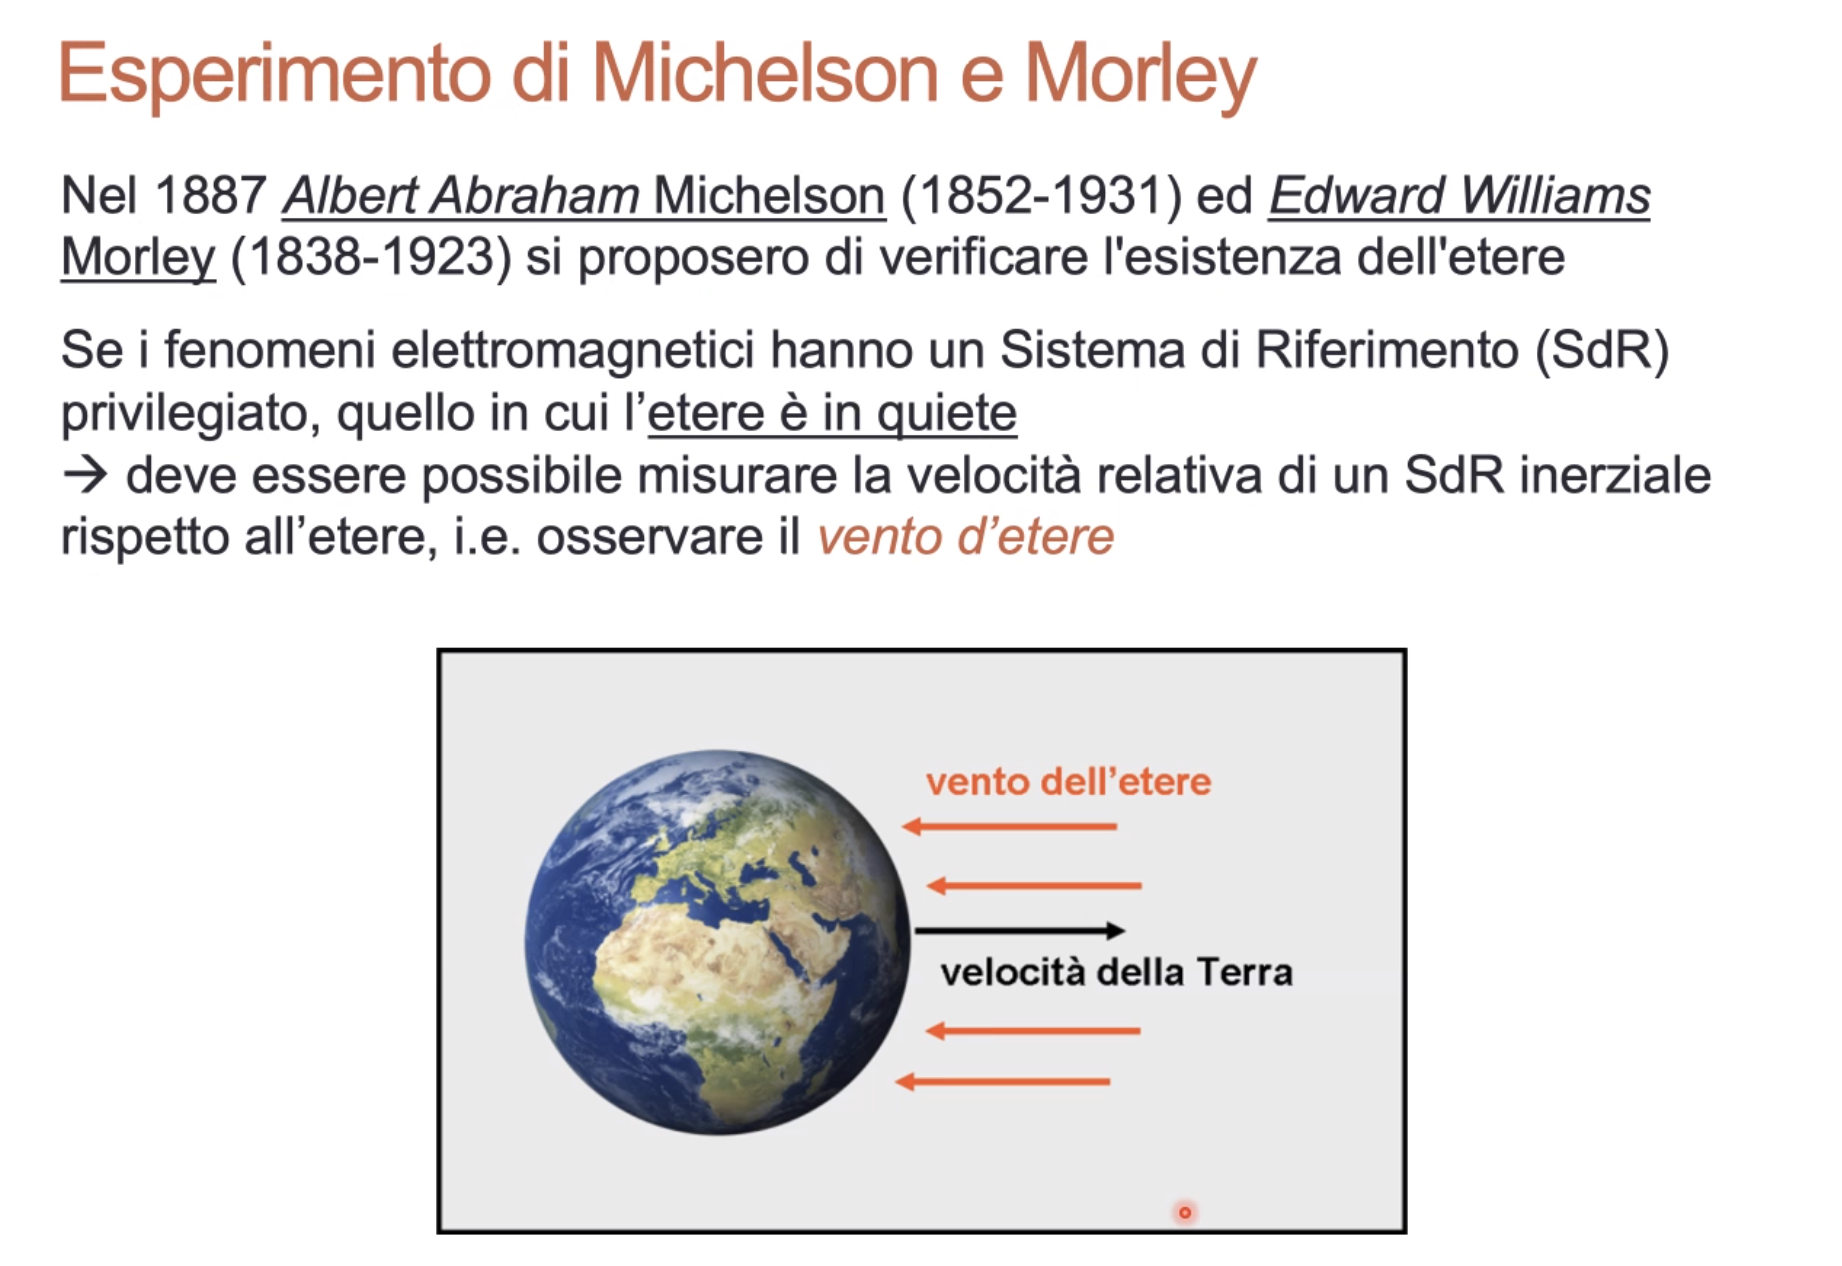 Esperimento di Michelson e Morley
Nel 1887 Albert Abraham Michelson (1852-1931) ed Edward Williams
Morley (1838-1923) si proposero di verificare l'esistenza dell'etere
Se i fenomeni elettromagnetici hanno un Sistema di Riferimento (SdR)
privilegiato, quello in cui l’etere è in quiete
→ deve essere possibile misurare la velocità relativa di un SdR inerziale
rispetto all’etere, i.e. osservare il vento d’etere
vento dell’etere
velocità della Terra